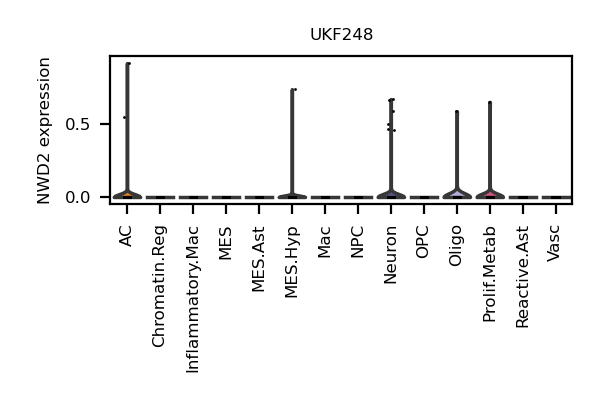 UKF248
NWD2 expression
0.5
0.0
AC
Chromatin.Reg
Inflammatory.Mac
MES
MES.Ast
MES.Hyp
Mac
NPC
Neuron
OPC
Oligo
Prolif.Metab
Reactive.Ast
Vasc